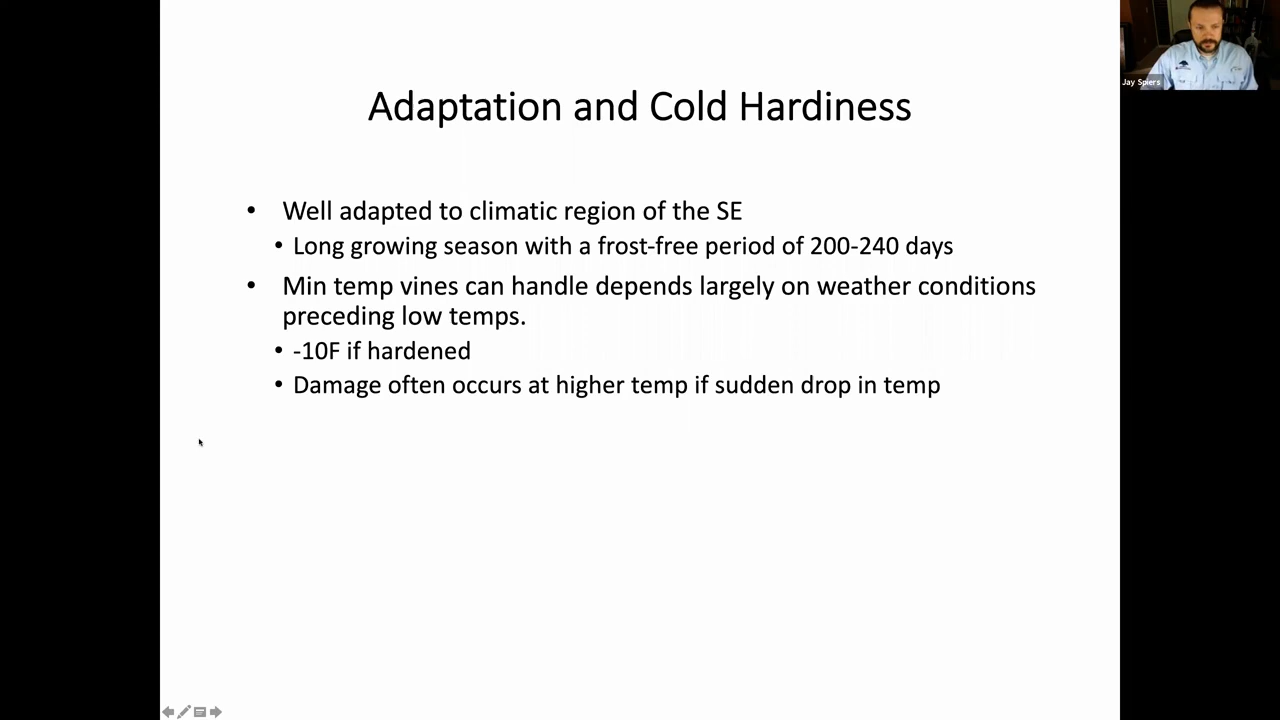 Jay Spiers
Adaptation and Cold Hardiness
• Well adapted to climatic region of the SE
• Long growing season with a frost-free period of 200-240 days
• Min temp vines can handle depends largely on weather conditions
preceding low temps.
• -10F if hardened
• Damage often occurs at higher temp if sudden drop in temp